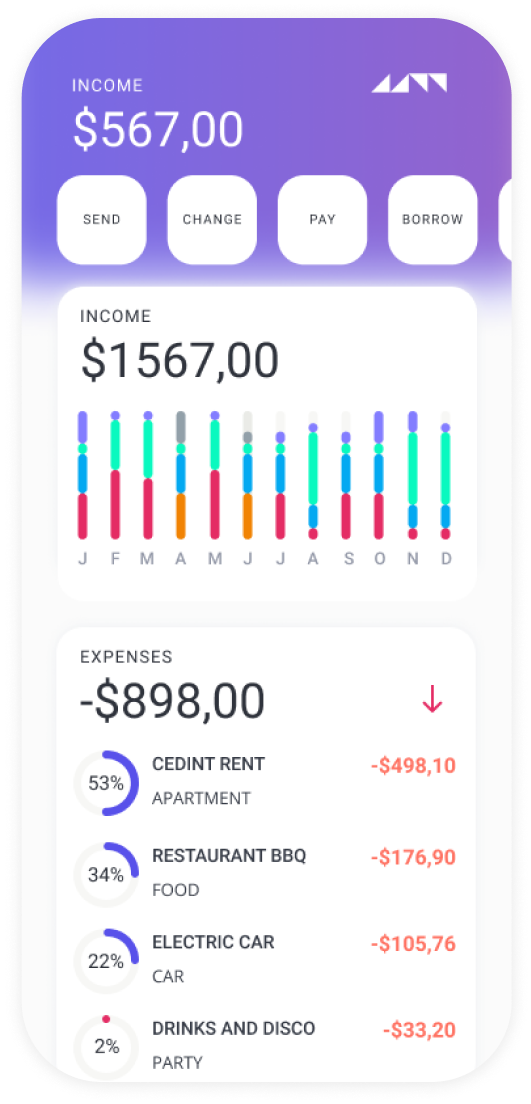 INCOME
$567,00
SEND CHANGE PAY BORROW
INCOME
$1567,00
J F M A M J J A S O N D
EXPENSES
-$898,00
53% CEDINT RENT -$498,10
APARTMENT
34% RESTAURANT BBQ -$176,90
FOOD
22% ELECTRIC CAR -$105,76
CAR
2% DRINKS AND DISCO -$33,20
PARTY